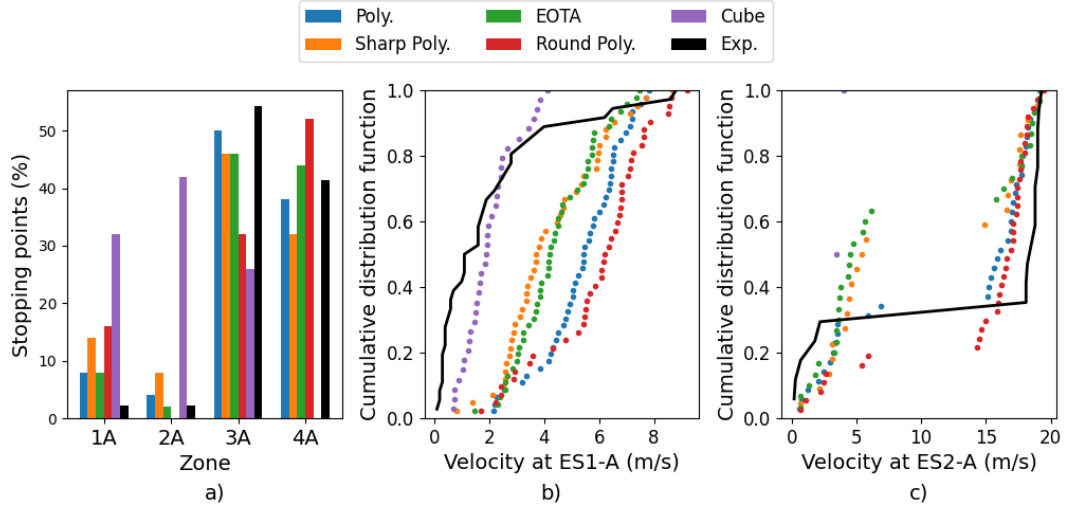 Poly.
Sharp Poly.
EOTA
Round Poly.
Cube
Exp.
Stopping points (%)
50
40
30
20
10
0
1A 2A 3A 4A
Zone
a)
Cumulative distribution function
1.0
0.8
0.6
0.4
0.2
0.0
0 2 4 6 8
Velocity at ES1-A (m/s)
b)
Cumulative distribution function
1.0
0.8
0.6
0.4
0.2
0.0
0 5 10 15 20
Velocity at ES2-A (m/s)
c)